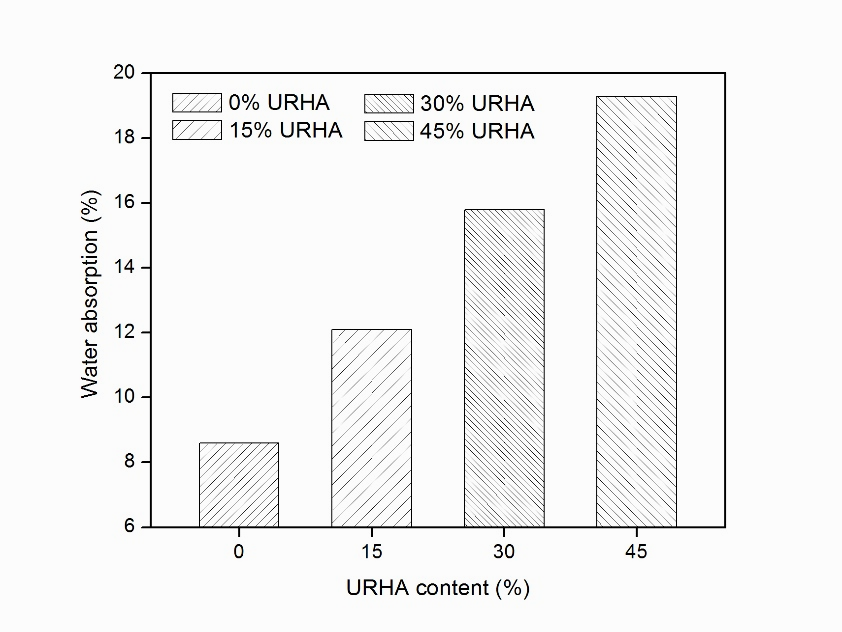 20
0% URHA
30% URHA
15% URHA
45% URHA
18
16
14
12
10
8
6
Water absorption (%)
0 15 30 45
URHA content (%)